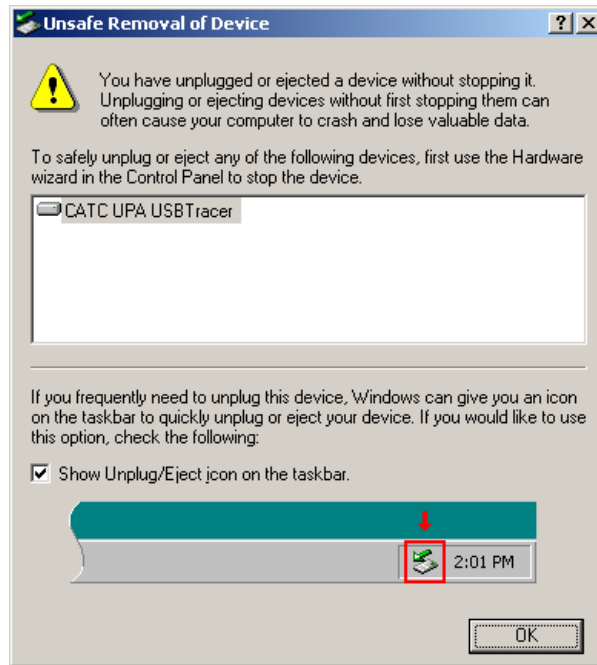 Unsafe Removal of Device
You have unplugged or ejected a device without stopping it.
Unplugging or ejecting devices without first stopping them can
often cause your computer to crash and lose valuable data.
To safely unplug or eject any of the following devices, first use the Hardware
wizard in the Control Panel to stop the device.
CATC UPA USBTracer
If you frequently need to unplug this device, Windows can give you an icon
on the taskbar to quickly unplug or eject your device. If you would like to use
this option, check the following:
Show Unplug/Eject icon on the taskbar.
2:01 PM
OK